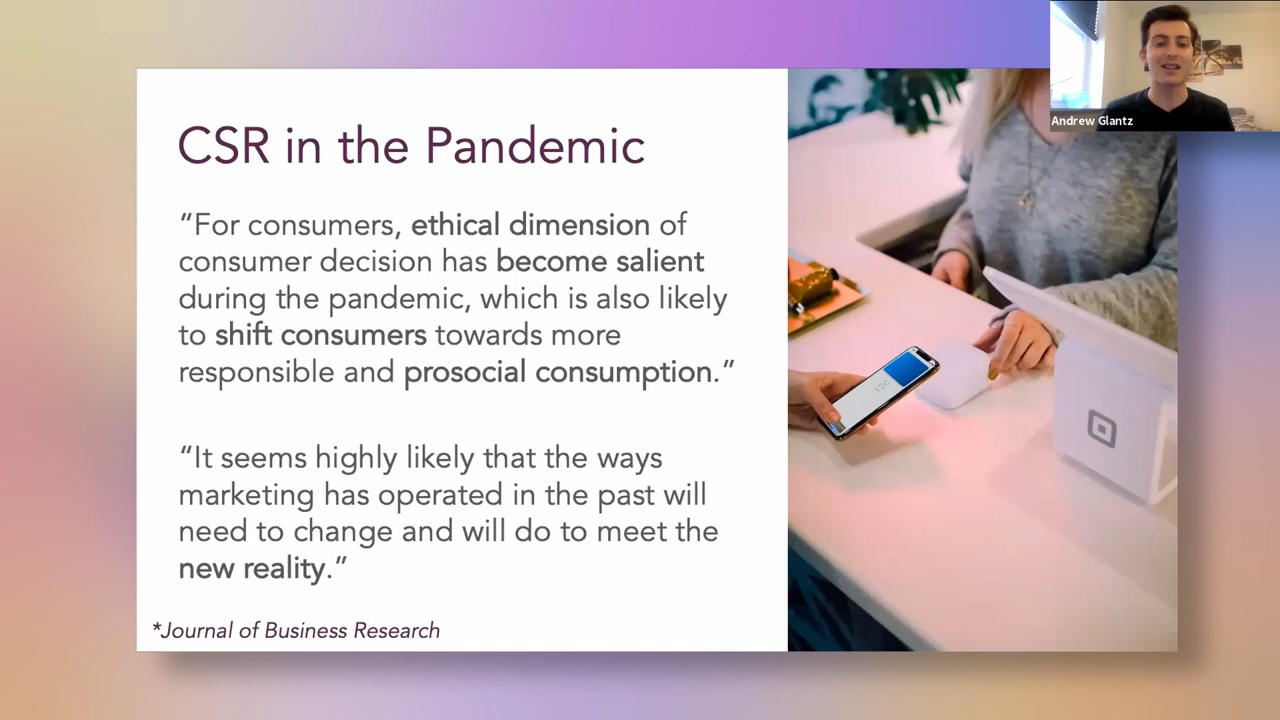 CSR in the Pandemic
“For consumers, ethical dimension of
consumer decision has become salient
during the pandemic, which is also likely
to shift consumers towards more
responsible and prosocial consumption.”
“It seems highly likely that the ways
marketing has operated in the past will
need to change and will do to meet the
new reality.”
*Journal of Business Research
Andrew Glantz